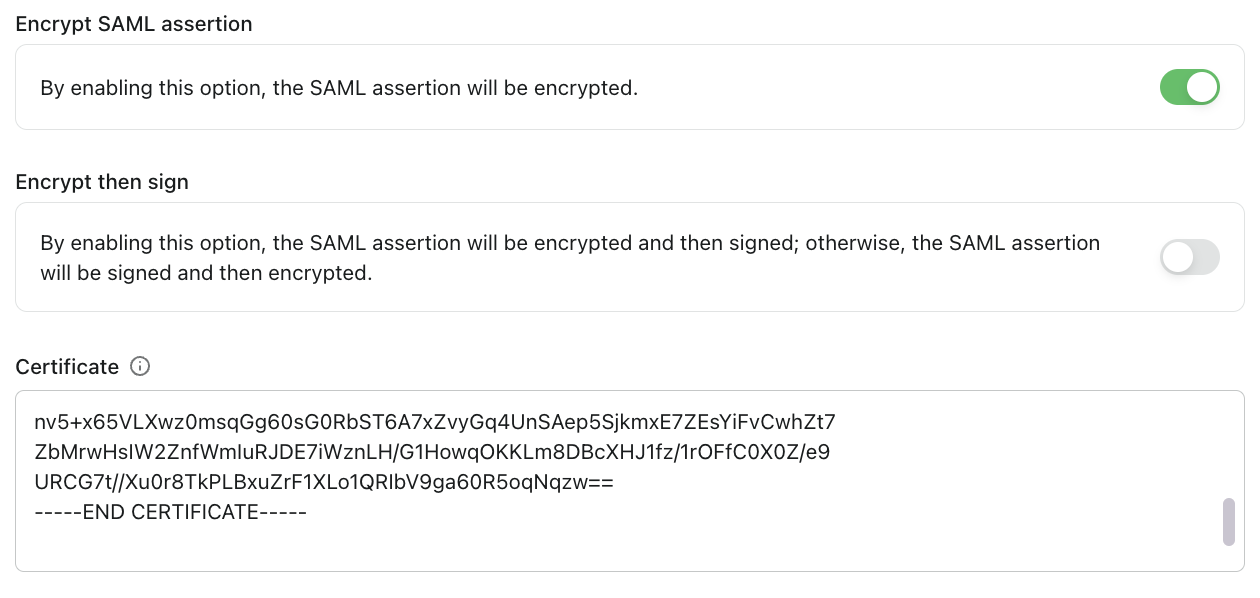 Encrypt SAML assertion
By enabling this option, the SAML assertion will be encrypted.
Encrypt then sign
By enabling this option, the SAML assertion will be encrypted and then signed; otherwise, the SAML assertion
will be signed and then encrypted.
Certificate
nv5+x65VLXwz0msqGg60sG0RbST6A7xZvyGq4UnSAep5SjkmxE7ZEsYiFvCwhZt7
ZbMrwHsIW2ZnfWmIuRJDE7iWznLH/G1HowqOKKLm8DBcXHJ1fz/1rOFfC0X0Z/e9
URCG7t//Xu0r8TkPLBxuZrF1XLo1QRIbV9ga60R5oqNqzw==
-----END CERTIFICATE-----